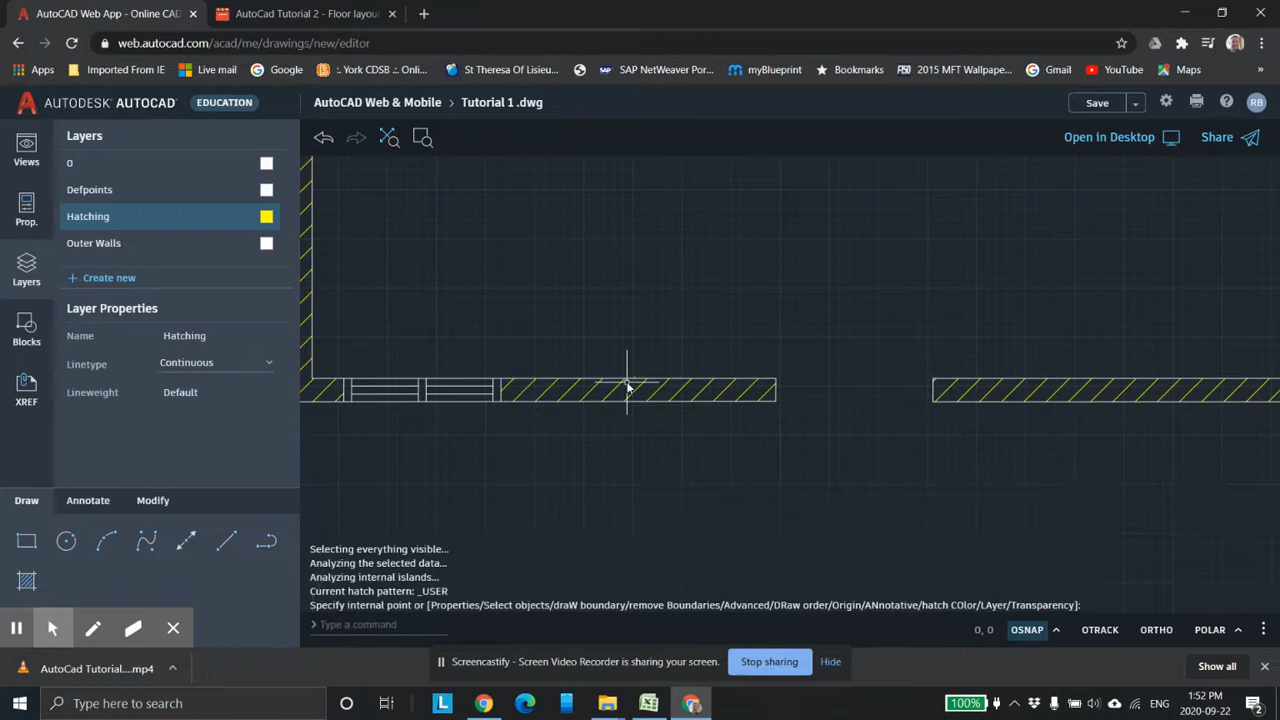 AutoCAD Web App - Online CAD
AutoCad Tutorial 2 - Floor layou
web.autocad.com/acad/me/drawings/new/editor
Apps
Imported From IE
Live mail
Google
: York CDSB :. Onli...
St Theresa Of Lisieu...
SAP NetWeaver Por...
myBlueprint
Bookmarks
2015 MFT Wallpape...
Gmail
YouTube
Maps
»
AUTODESK® AUTOCAD®
EDUCATION
AutoCAD Web & Mobile > Tutorial 1 .dwg
Save
RB
Views
Prop.
Layers
Blocks
XREF
Layers
0
Defpoints
Hatching
Outer Walls
+ Create new
Layer Properties
Name Hatching
Linetype Continuous
Lineweight Default
Open in Desktop
Share
Draw Annotate Modify
Selecting everything visible...
Analyzing the selected data...
Analyzing internal islands...
Current hatch pattern: _USER
Specify internal point or [Properties/Select objects/draW boundary/remove Boundaries/Advanced/DRaw order/Origin/ANnotative/hatch COlor/LAyer/Transparency]:
Type a command
0, 0 OSNAP OTRACK ORTHO POLAR
AutoCad Tutorial....mp4
Screencastify - Screen Video Recorder is sharing your screen.
Stop sharing
Hide
Show all
Type here to search
100%
ENG
1:52 PM
2020-09-22
2